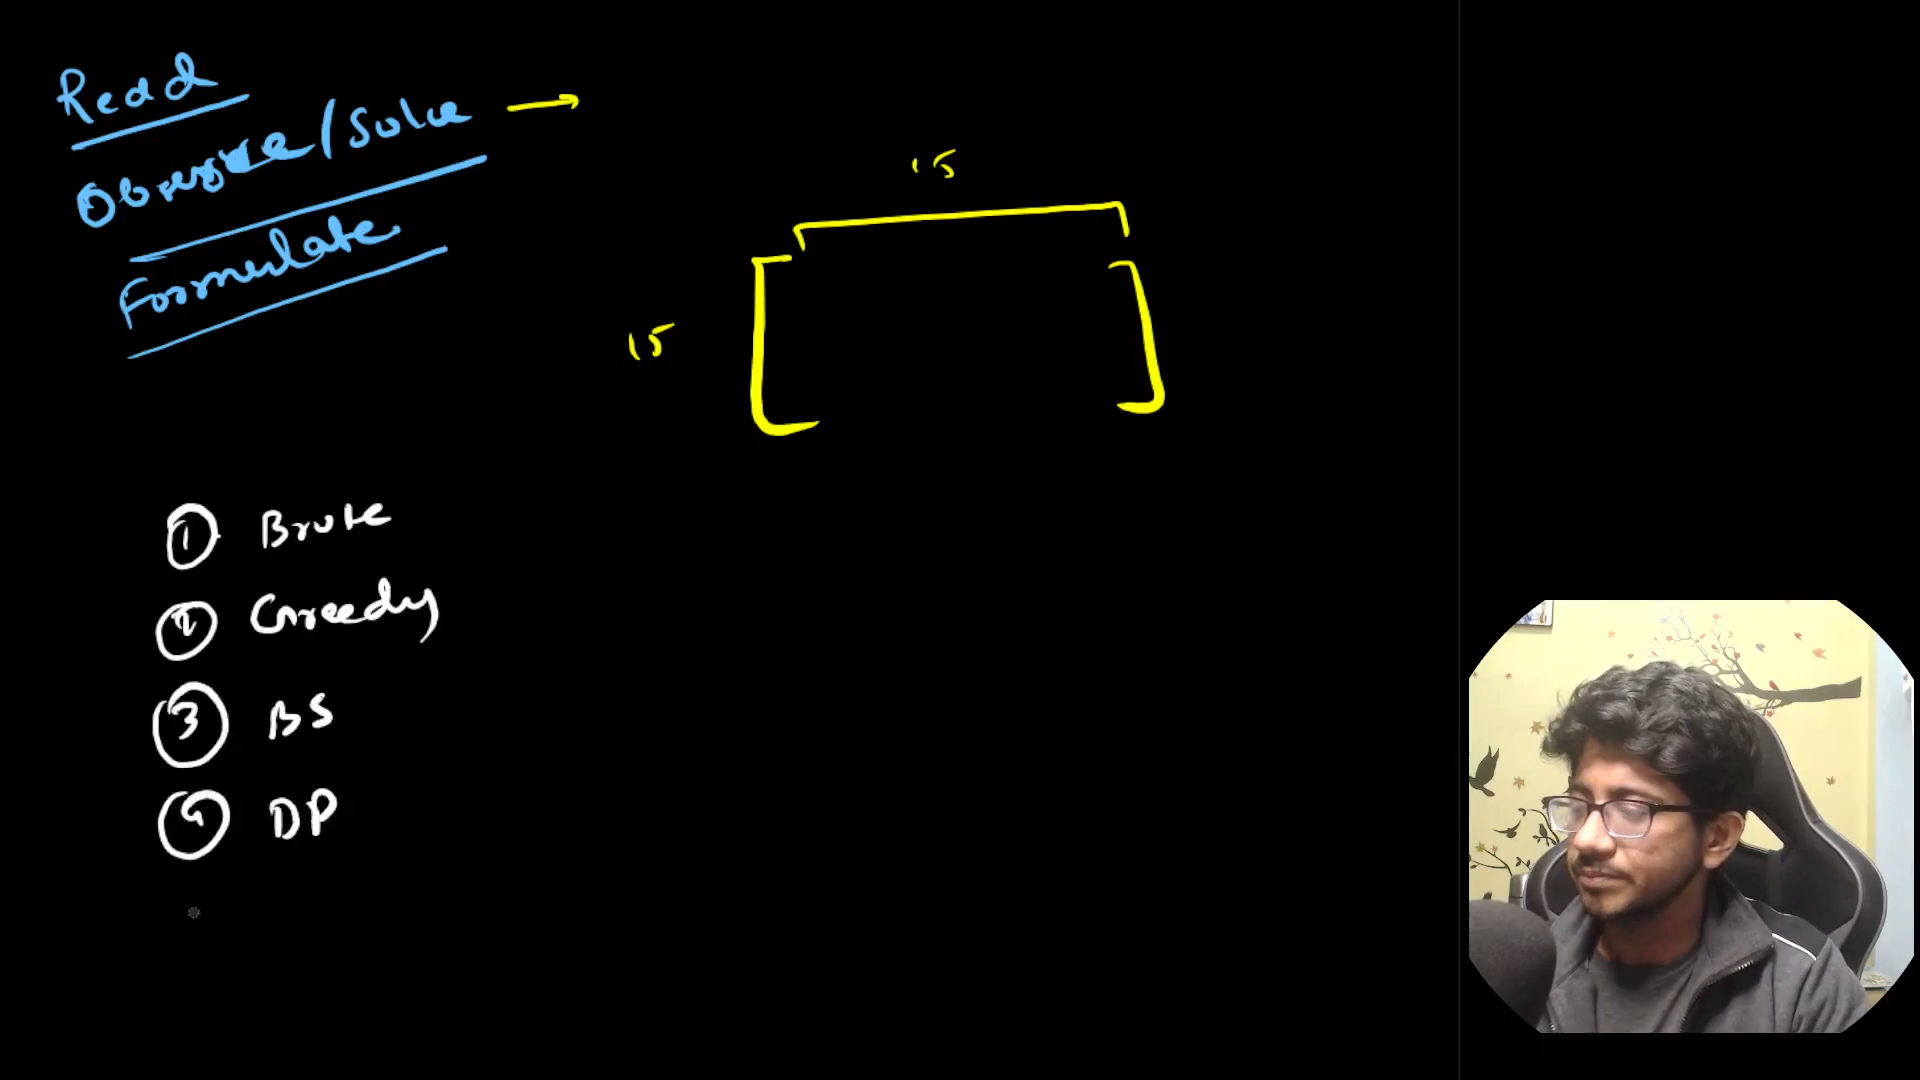 Read
Observe/Solve →
Formulate
15
15
① Brute
② Greedy
③ BS
④ DP